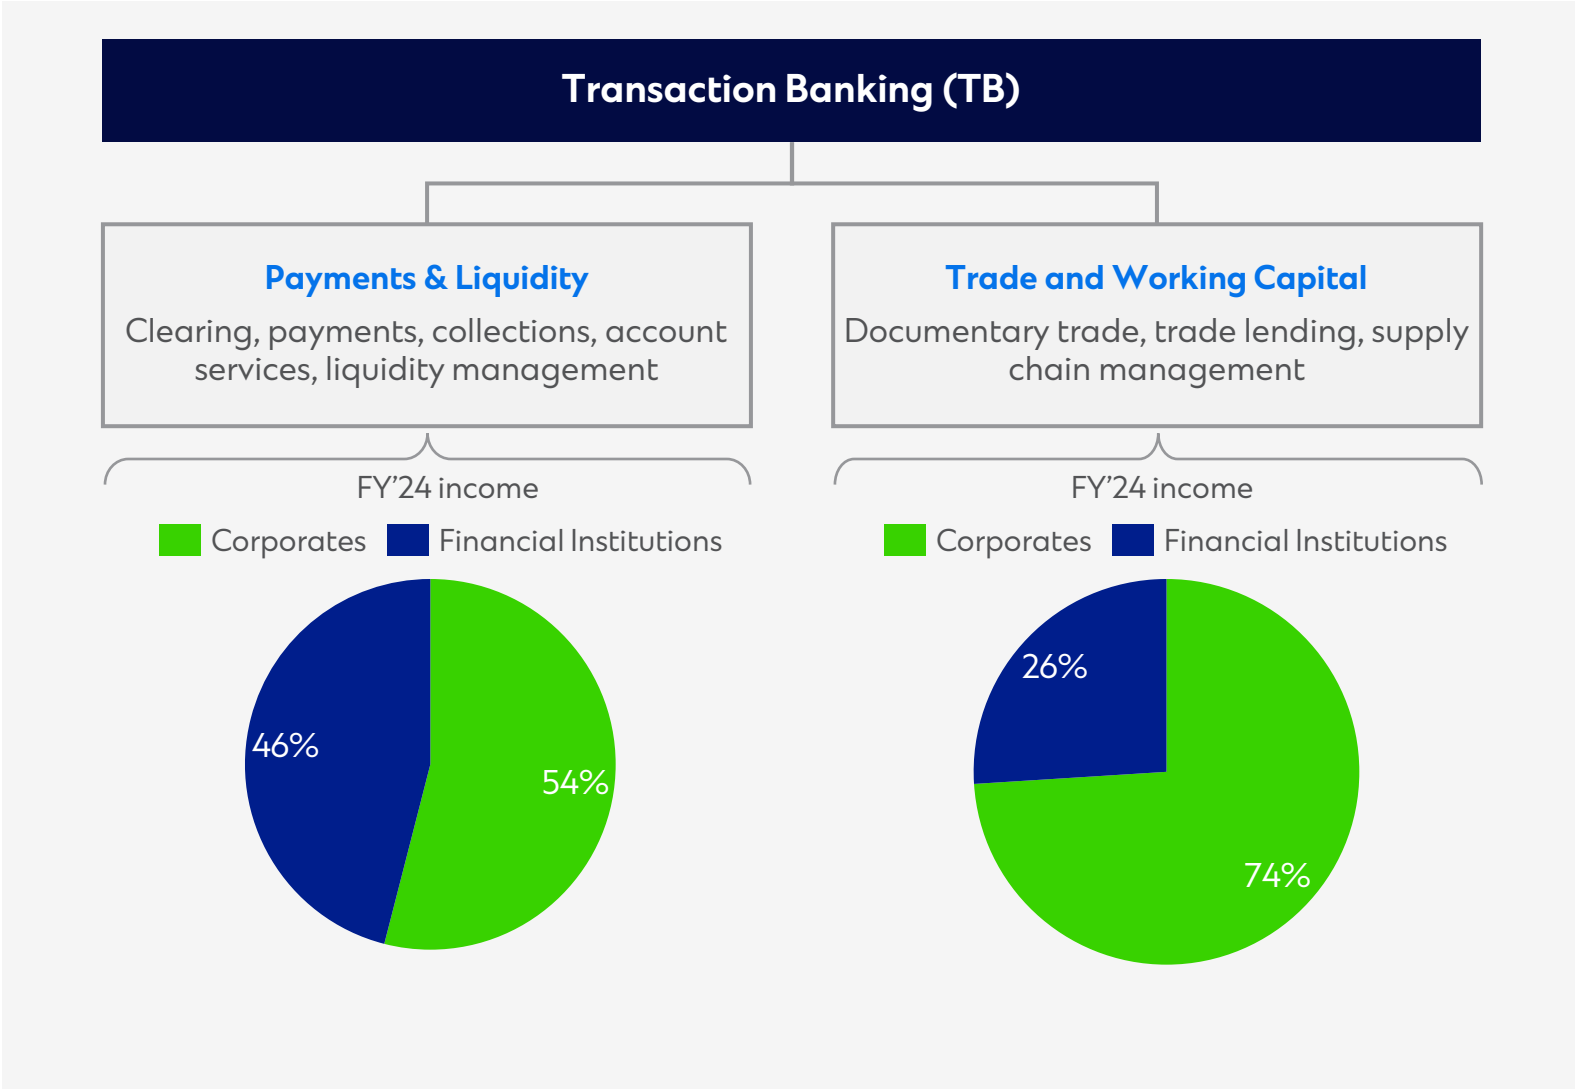 Transaction Banking (TB)
Payments & Liquidity
Clearing, payments, collections, account
services, liquidity management
Trade and Working Capital
Documentary trade, trade lending, supply
chain management
FY’24 income
Corporates
Financial Institutions
46%
54%
FY’24 income
Corporates
Financial Institutions
26%
74%